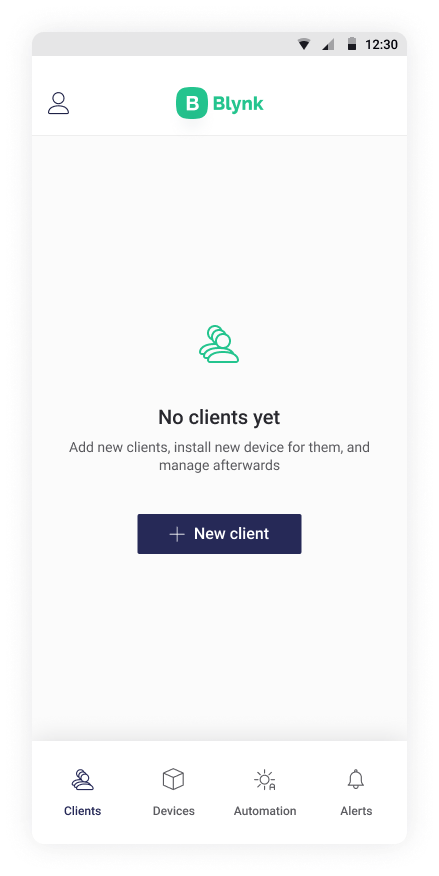 12:30
B Blynk
No clients yet
Add new clients, install new device for them, and
manage afterwards
New client
Clients
Devices
Automation
Alerts